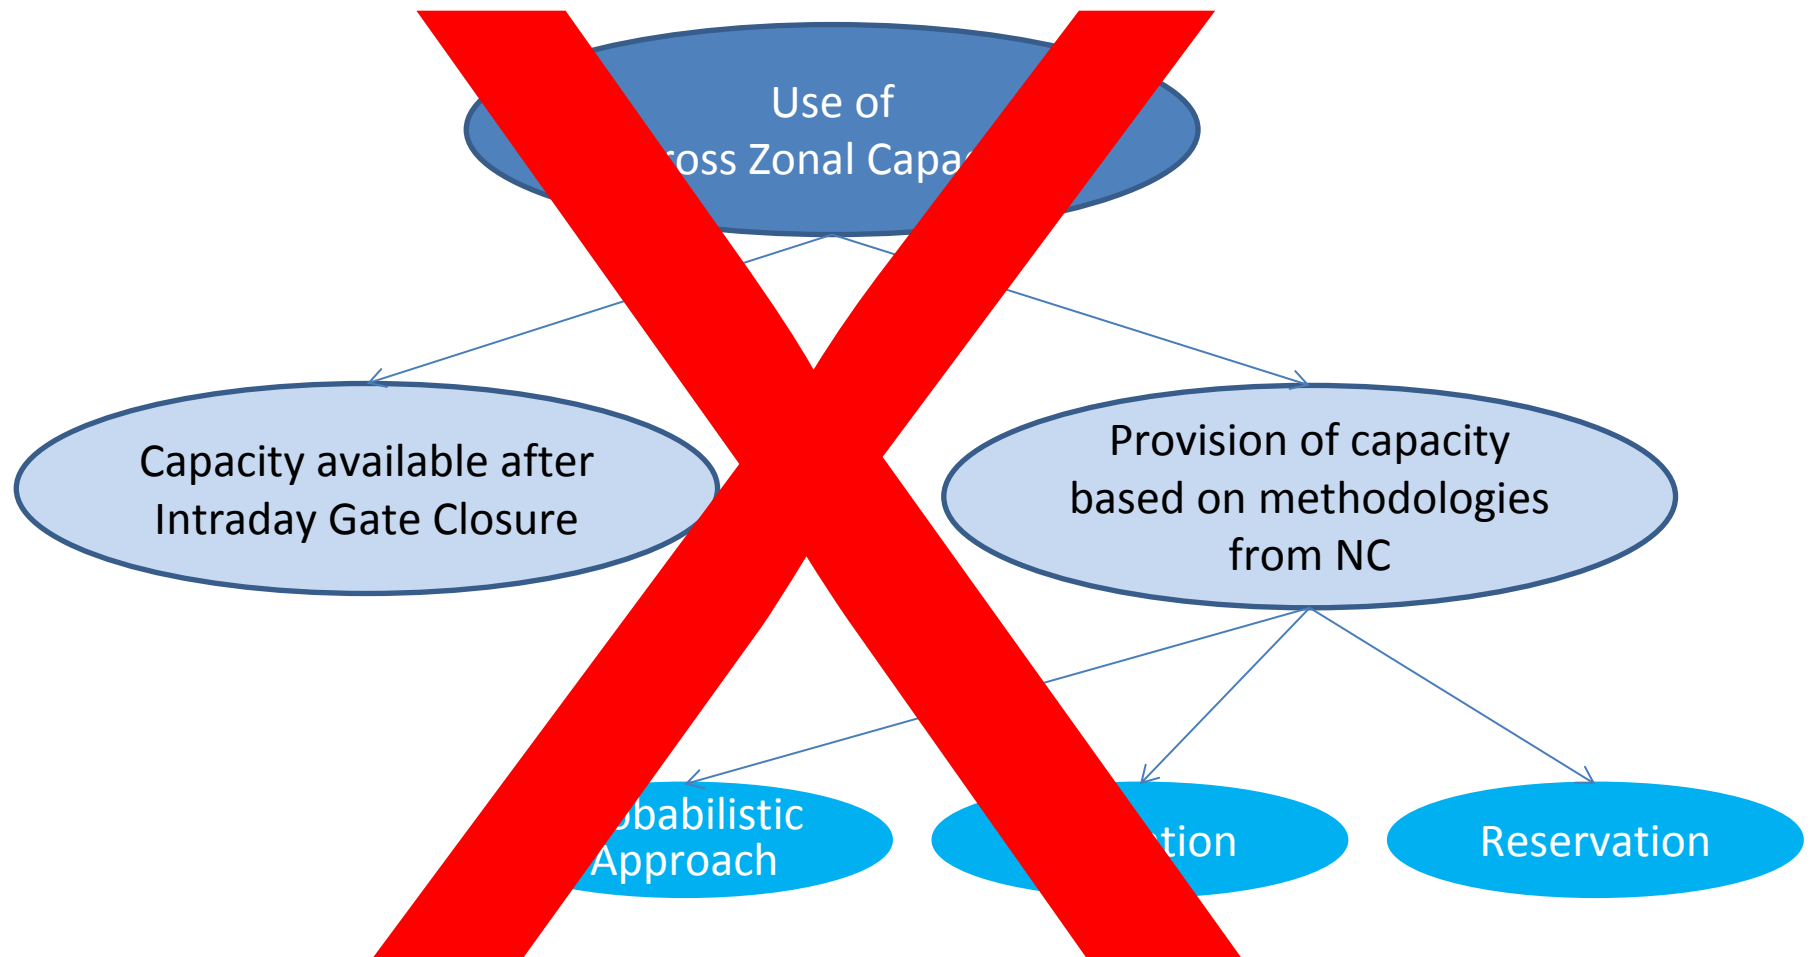 Use of
ross Zonal Capa
Capacity available after
Intraday Gate Closure
Provision of capacity
based on methodologies
from NC
obabilistic
Approach
tion
Reservation